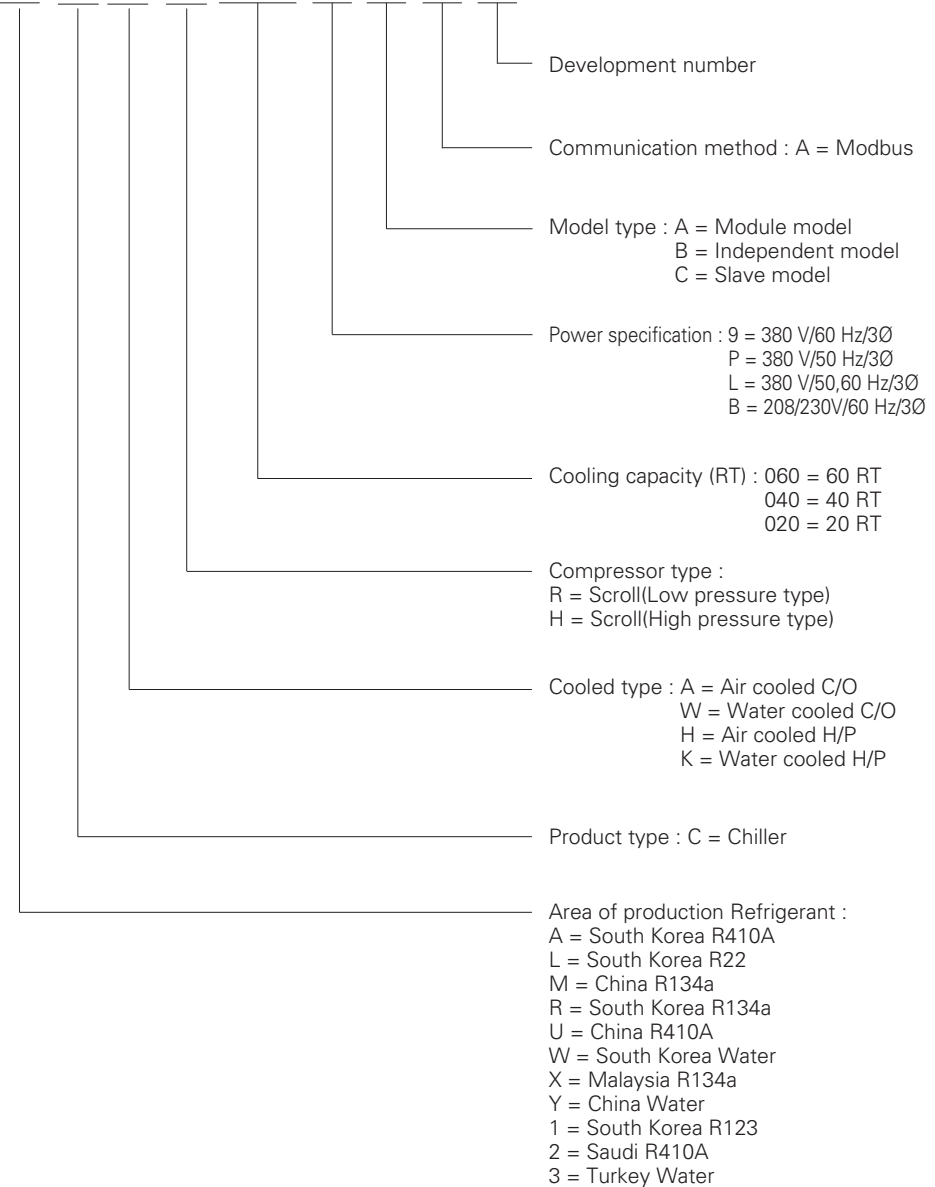 Development number
Communication method : A = Modbus
Model type : A = Module model
B = Independent model
C = Slave model
Power specification : 9 = 380 V/60 Hz/3Ø
P = 380 V/50 Hz/3Ø
L = 380 V/50,60 Hz/3Ø
B = 208/230V/60 Hz/3Ø
Cooling capacity (RT) : 060 = 60 RT
040 = 40 RT
020 = 20 RT
Compressor type :
R = Scroll(Low pressure type)
H = Scroll(High pressure type)
Cooled type : A = Air cooled C/O
W = Water cooled C/O
H = Air cooled H/P
K = Water cooled H/P
Product type : C = Chiller
Area of production Refrigerant :
A = South Korea R410A
L = South Korea R22
M = China R134a
R = South Korea R134a
U = China R410A
W = South Korea Water
X = Malaysia R134a
Y = China Water
1 = South Korea R123
2 = Saudi R410A
3 = Turkey Water